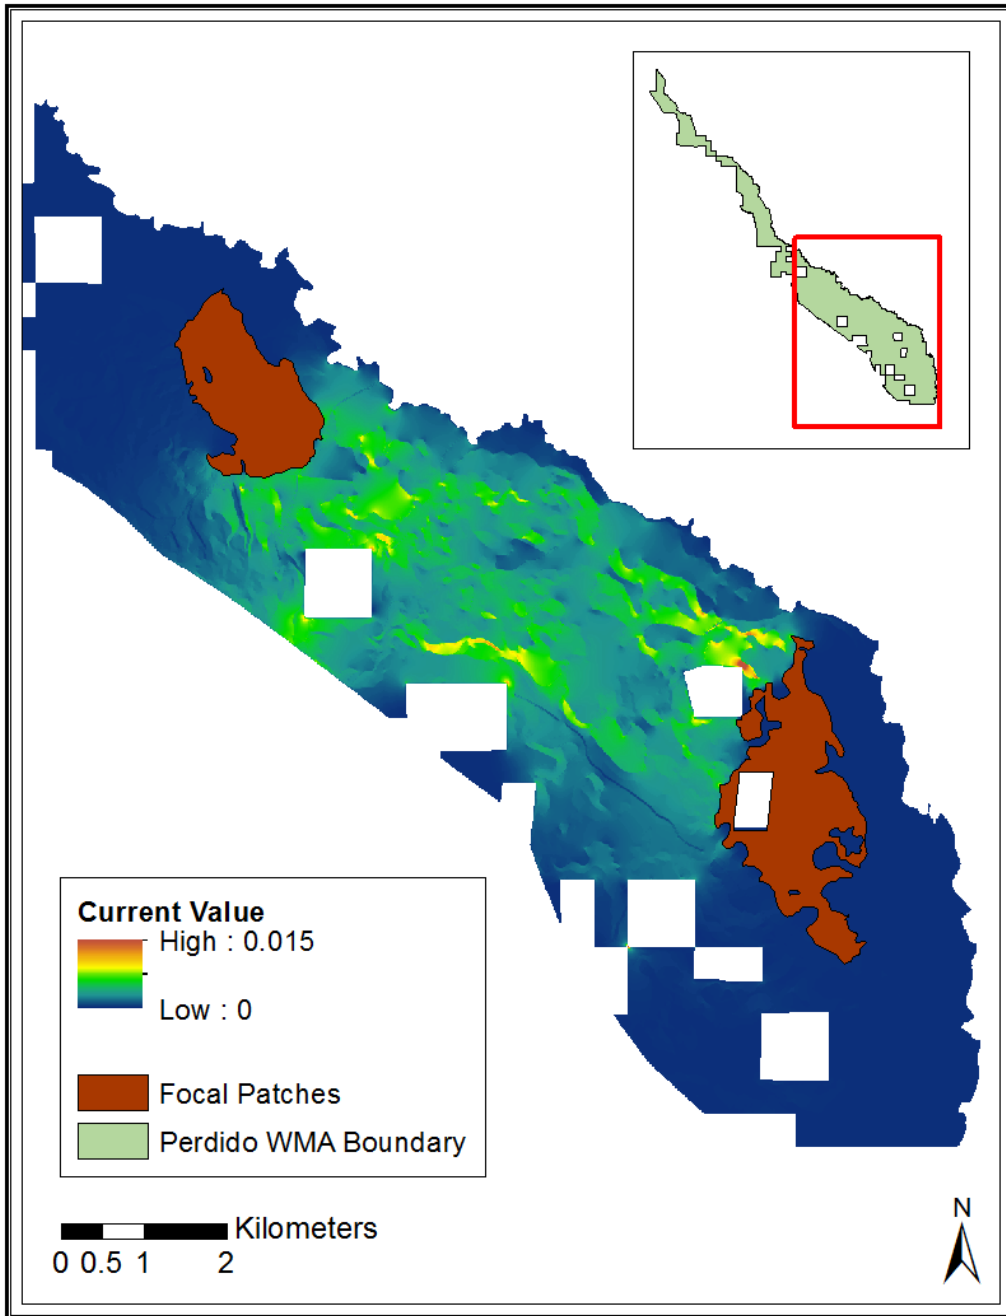 Current Value
High : 0.015
Low : 0
Focal Patches
Perdido WMA Boundary
Kilometers
0 0.5 1 2
N